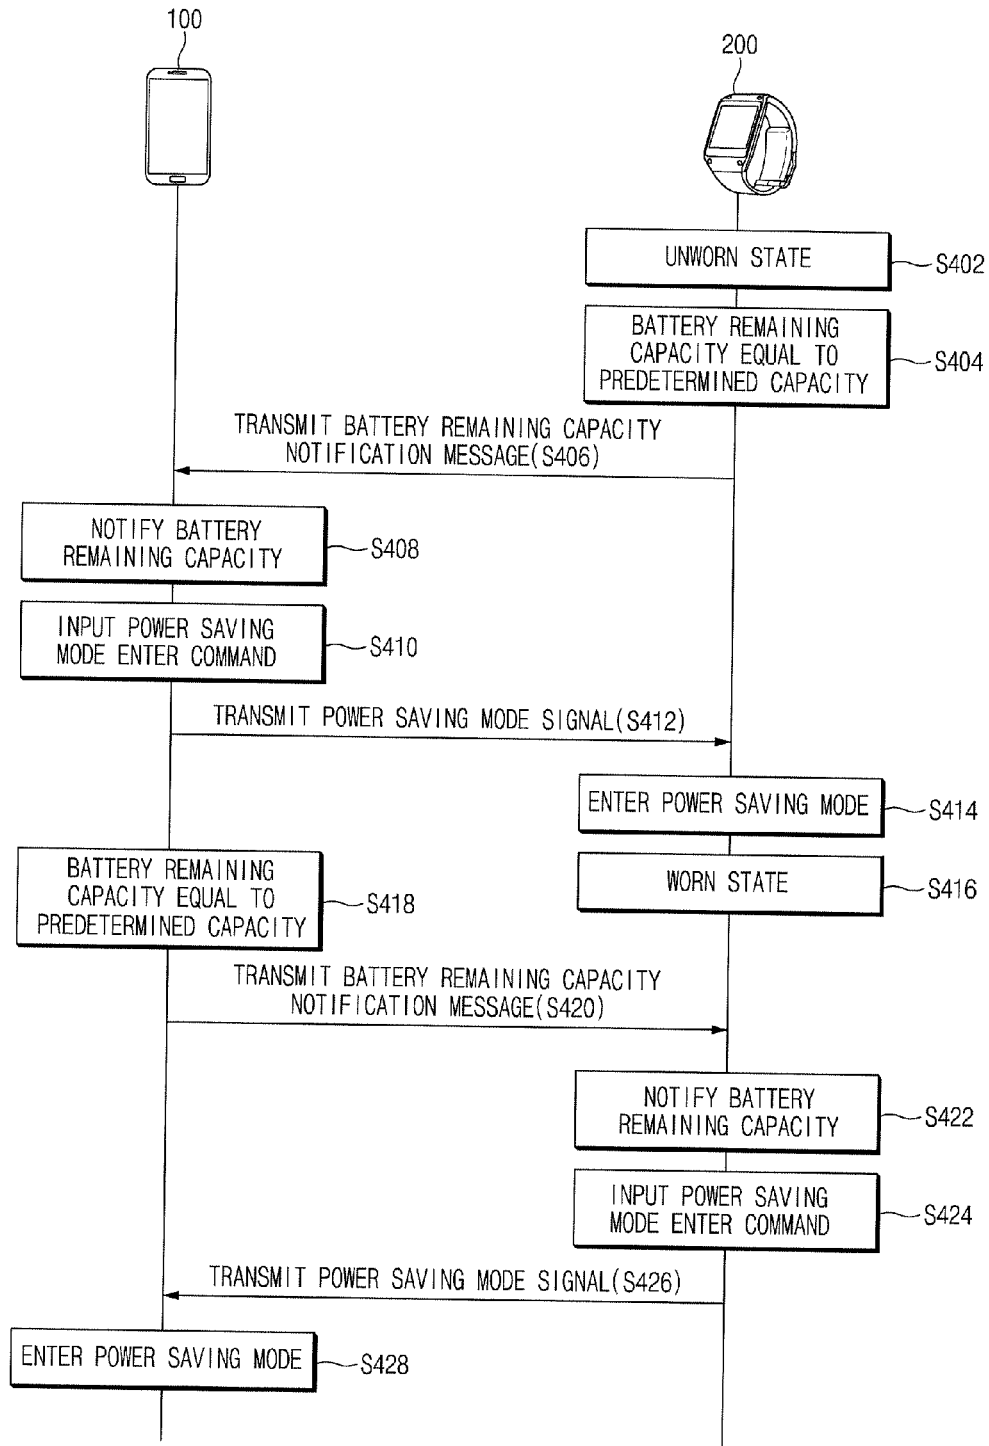 100
200
UNWORN STATE
S402
BATTERY REMAINING
CAPACITY EQUAL TO
PREDETERMINED CAPACITY
S404
TRANSMIT BATTERY REMAINING CAPACITY
NOTIFICATION MESSAGE(S406)
NOTIFY BATTERY
REMAINING CAPACITY
S408
INPUT POWER SAVING
MODE ENTER COMMAND
S410
TRANSMIT POWER SAVING MODE SIGNAL(S412)
ENTER POWER SAVING MODE
S414
WORN STATE
S416
BATTERY REMAINING
CAPACITY EQUAL TO
PREDETERMINED CAPACITY
S418
TRANSMIT BATTERY REMAINING CAPACITY
NOTIFICATION MESSAGE(S420)
NOTIFY BATTERY
REMAINING CAPACITY
S422
INPUT POWER SAVING
MODE ENTER COMMAND
S424
TRANSMIT POWER SAVING MODE SIGNAL(S426)
ENTER POWER SAVING MODE
S428